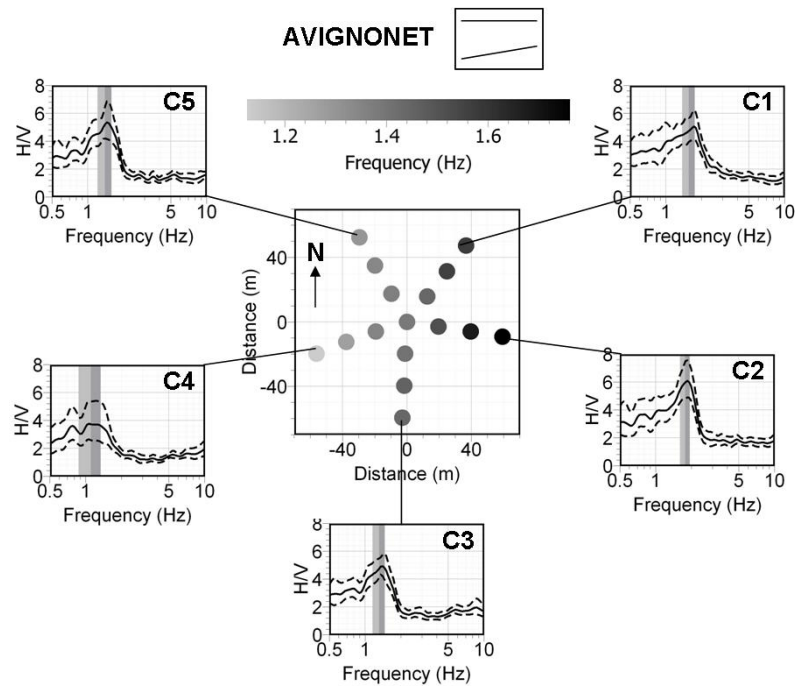 AVIGNONET
1.2 1.4 1.6
Frequency (Hz)
C5
H/V
8
6
4
2
0
0.5 1 5 10
Frequency (Hz)
C1
H/V
8
6
4
2
0
0.5 1 5 10
Frequency (Hz)
N
Distance (m)
40
0
-40
-40 0 40
Distance (m)
C4
H/V
8
6
4
2
0
0.5 1 5 10
Frequency (Hz)
C2
H/V
8
6
4
2
0
0.5 1 5 10
Frequency (Hz)
C3
H/V
8
6
4
2
0
0.5 1 5 10
Frequency (Hz)